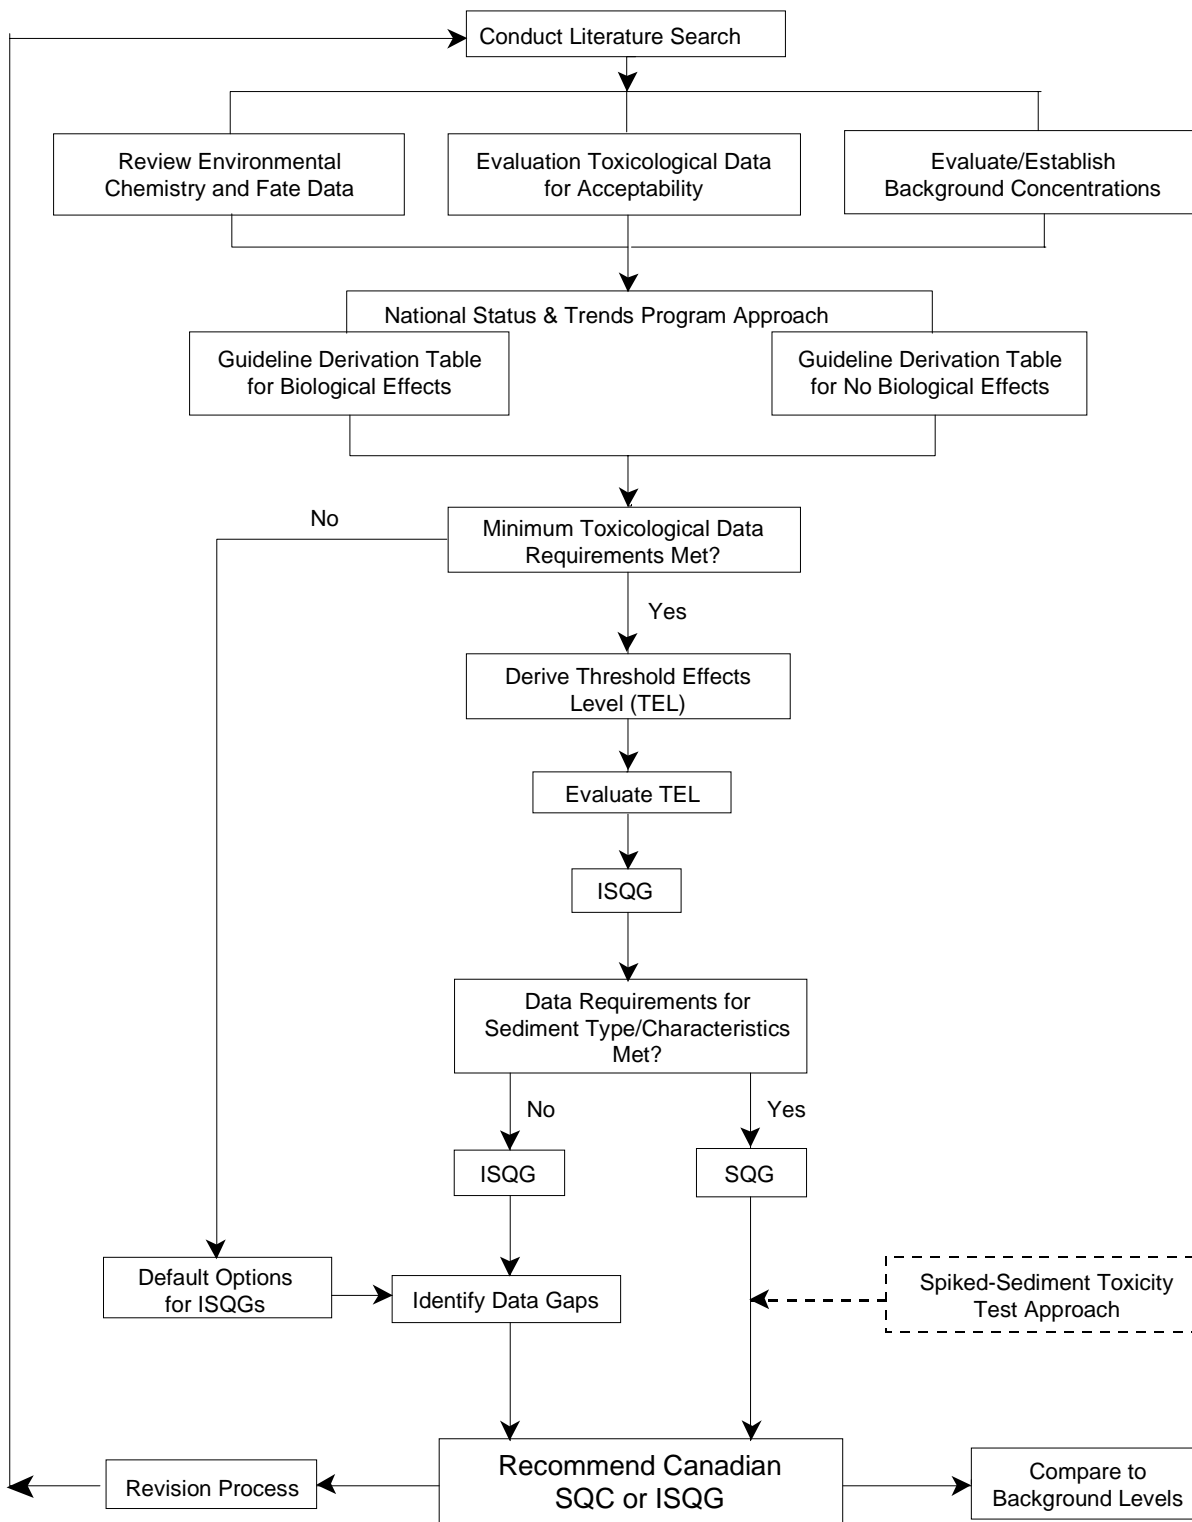 Conduct Literature Search
Review Environmental
Chemistry and Fate Data
Evaluation Toxicological Data
for Acceptability
Evaluate/Establish
Background Concentrations
National Status & Trends Program Approach
Guideline Derivation Table
for Biological Effects
Guideline Derivation Table
for No Biological Effects
No
Minimum Toxicological Data
Requirements Met?
Yes
Derive Threshold Effects
Level (TEL)
Evaluate TEL
ISQG
Data Requirements for
Sediment Type/Characteristics
Met?
No
Yes
ISQG
SQG
Default Options
for ISQGs
Identify Data Gaps
Spiked-Sediment Toxicity
Test Approach
Revision Process
Recommend Canadian
SQC or ISQG
Compare to
Background Levels